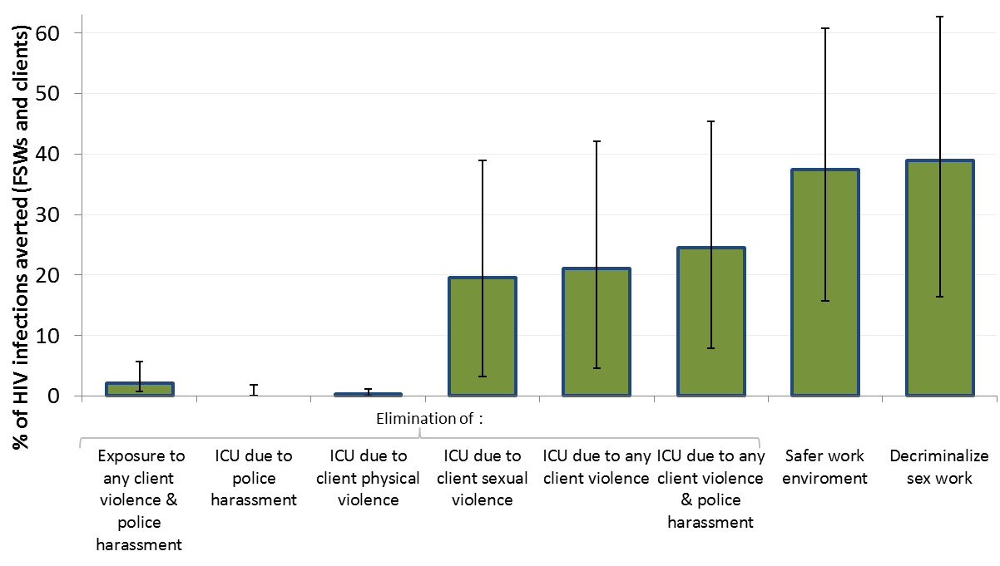 % of HIV infections averted (FSWs and clients)
60
50
40
30
20
10
0
Elimination of :
Exposure to
any client
violence &
police
harassment
ICU due to
police
harassment
ICU due to
client physical
violence
ICU due to
client sexual
violence
ICU due to any
client violence
ICU due to any
client violence
& police
harassment
Safer work
enviroment
Decriminalize
sex work